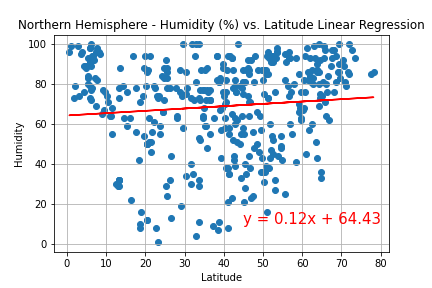 Northern Hemisphere - Humidity (%) vs. Latitude Linear Regression
100
80
60
40
20
0
Humidity
y = 0.12x + 64.43
0 10 20 30 40 50 60 70 80
Latitude